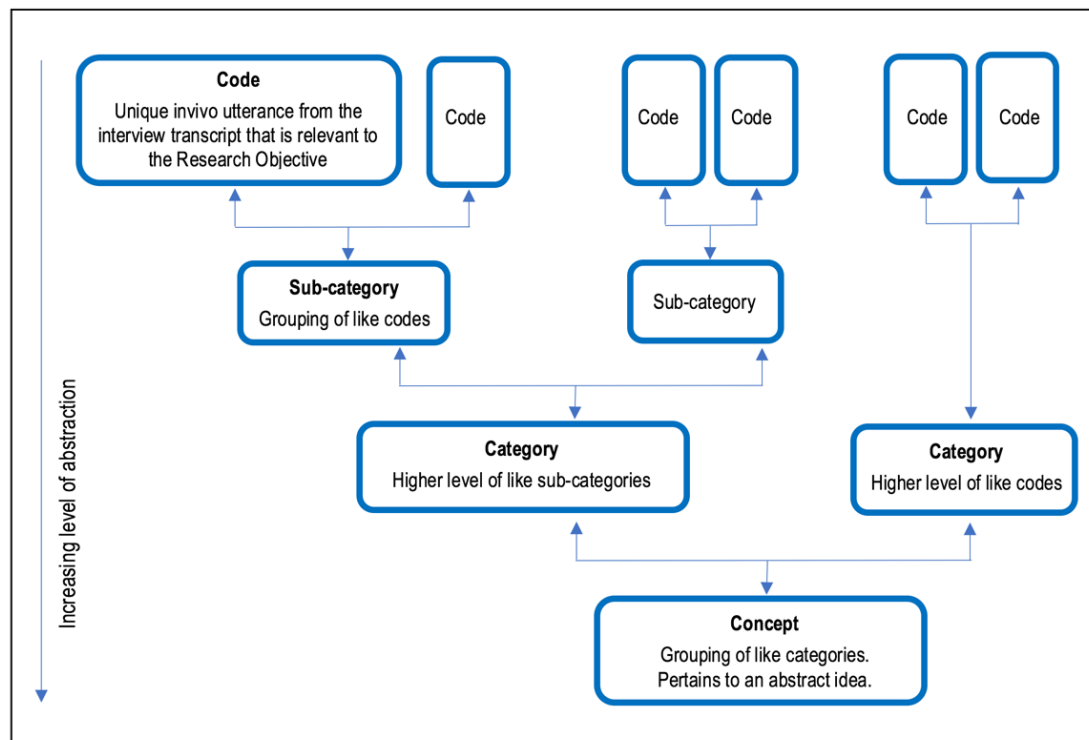 Code
Unique invivo utterance from the
interview transcript that is relevant to
the Research Objective
Code
Code
Code
Code
Code
Sub-category
Grouping of like codes
Sub-category
Category
Higher level of like sub-categories
Category
Higher level of like codes
Concept
Grouping of like categories.
Pertains to an abstract idea.
Increasing level of abstraction